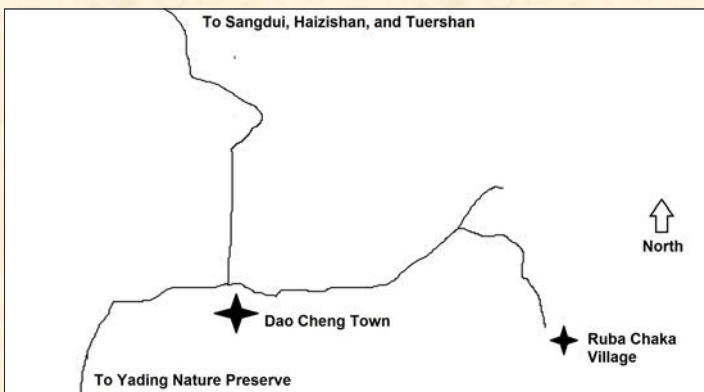 To Sangdui, Haizishan, and Tuershan
North
Dao Cheng Town
Ruba Chaka
Village
To Yading Nature Preserve